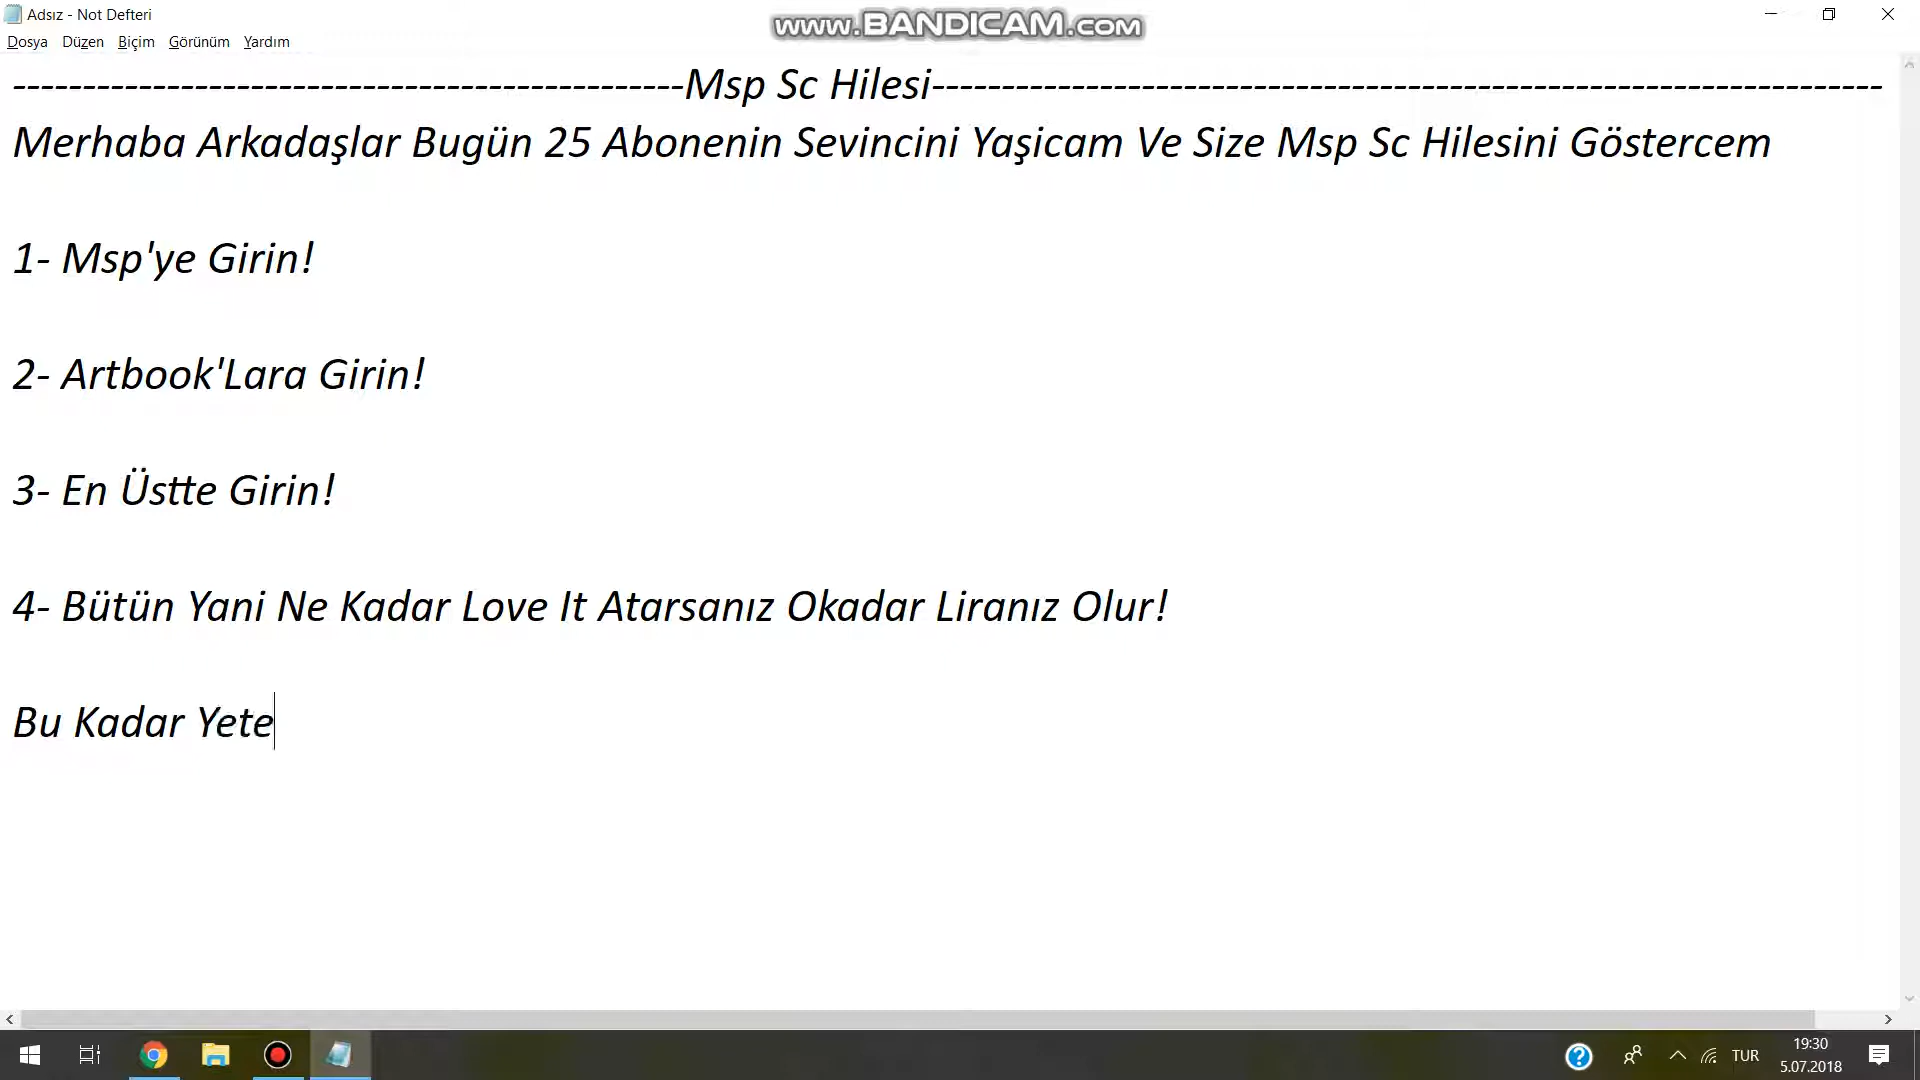 Adsız - Not Defteri
www.BANDICAM.com
Dosya Düzen Biçim Görünüm Yardım
------------------------------------------------Msp Sc Hilesi--------------------------------------------------------------------
Merhaba Arkadaşlar Bugün 25 Abonenin Sevincini Yaşicam Ve Size Msp Sc Hilesini Göstercem
1- Msp'ye Girin!
2- Artbook'Lara Girin!
3- En Üstte Girin!
4- Bütün Yani Ne Kadar Love It Atarsanız Okadar Liranız Olur!
Bu Kadar Yete
TUR
19:30
5.07.2018